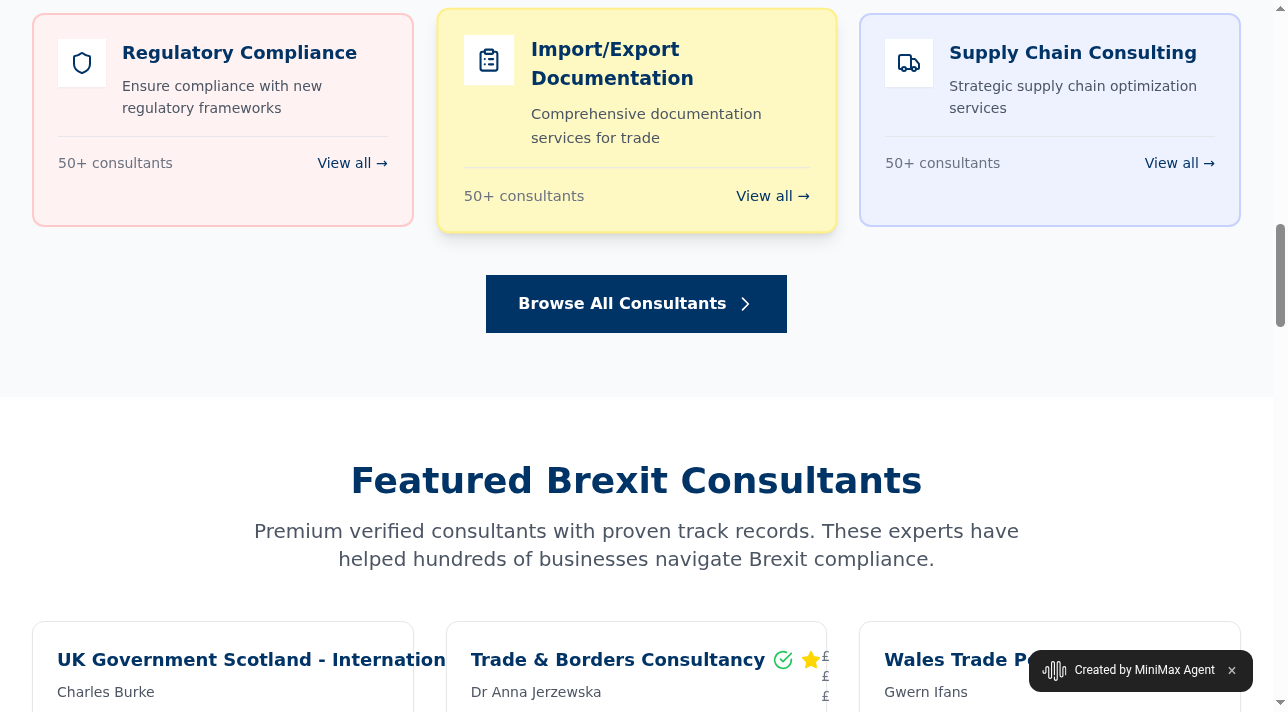 Regulatory Compliance
Ensure compliance with new
regulatory frameworks
50+ consultants
View all →
Import/Export
Documentation
Comprehensive documentation
services for trade
50+ consultants
View all →
Supply Chain Consulting
Strategic supply chain optimization
services
50+ consultants
View all →
Browse All Consultants
Featured Brexit Consultants
Premium verified consultants with proven track records. These experts have
helped hundreds of businesses navigate Brexit compliance.
UK Government Scotland - Internation
Charles Burke
Trade & Borders Consultancy
£
£
£
Dr Anna Jerzewska
Wales Trade
Gwern Ifans
Created by MiniMax Agent ×